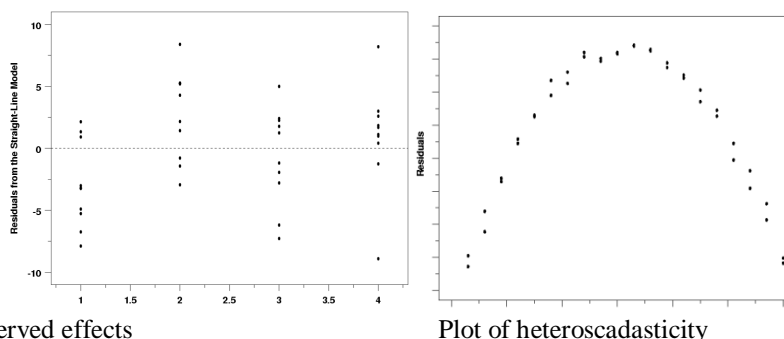 Residuals from the Straight-Line Model
10
5
0
-5
-10
1 1.5 2 2.5 3 3.5 4
Residuals
erved effects
Plot of heteroscadasticity